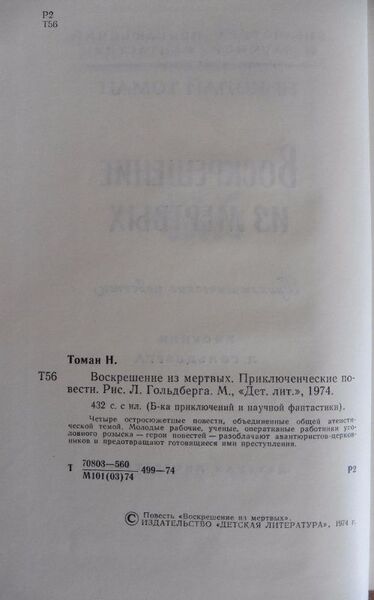 Р2
Т56
Томан Н.
Т56 Воскрешение из мертвых. Приключенческие по-
вести. Рис. Л. Гольдберга. М., «Дет. лит.», 1974.
432 с. с ил. (Б-ка приключений и научной фантастики).
Четыре остросюжетные повести, объединенные общей атеисти-
ческой темой. Молодые рабочие, ученые, оперативные работники уго-
ловного розыска — герои повестей — разоблачают авантюристов-церков-
ников и предотвращают готовящиеся ими преступления.
Т 70803—560
М101(03)74 499—74 Р2
© Повесть «Воскрешение из мертвых».
ИЗДАТЕЛЬСТВО «ДЕТСКАЯ ЛИТЕРАТУРА», 1974 г.